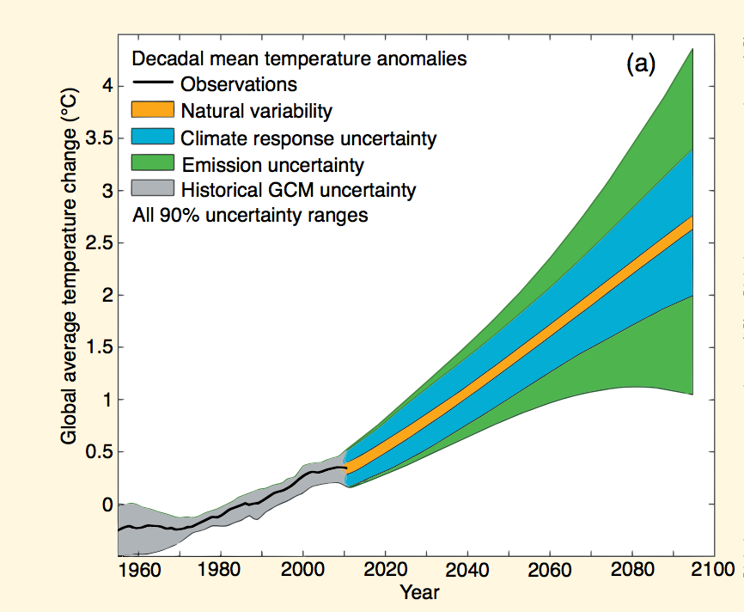 Decadal mean temperature anomalies
(a)
Observations
Natural variability
Climate response uncertainty
Emission uncertainty
Historical GCM uncertainty
All 90% uncertainty ranges
Global average temperature change (°C)
4
3.5
3
2.5
2
1.5
1
0.5
0
1960 1980 2000 2020 2040 2060 2080 2100
Year